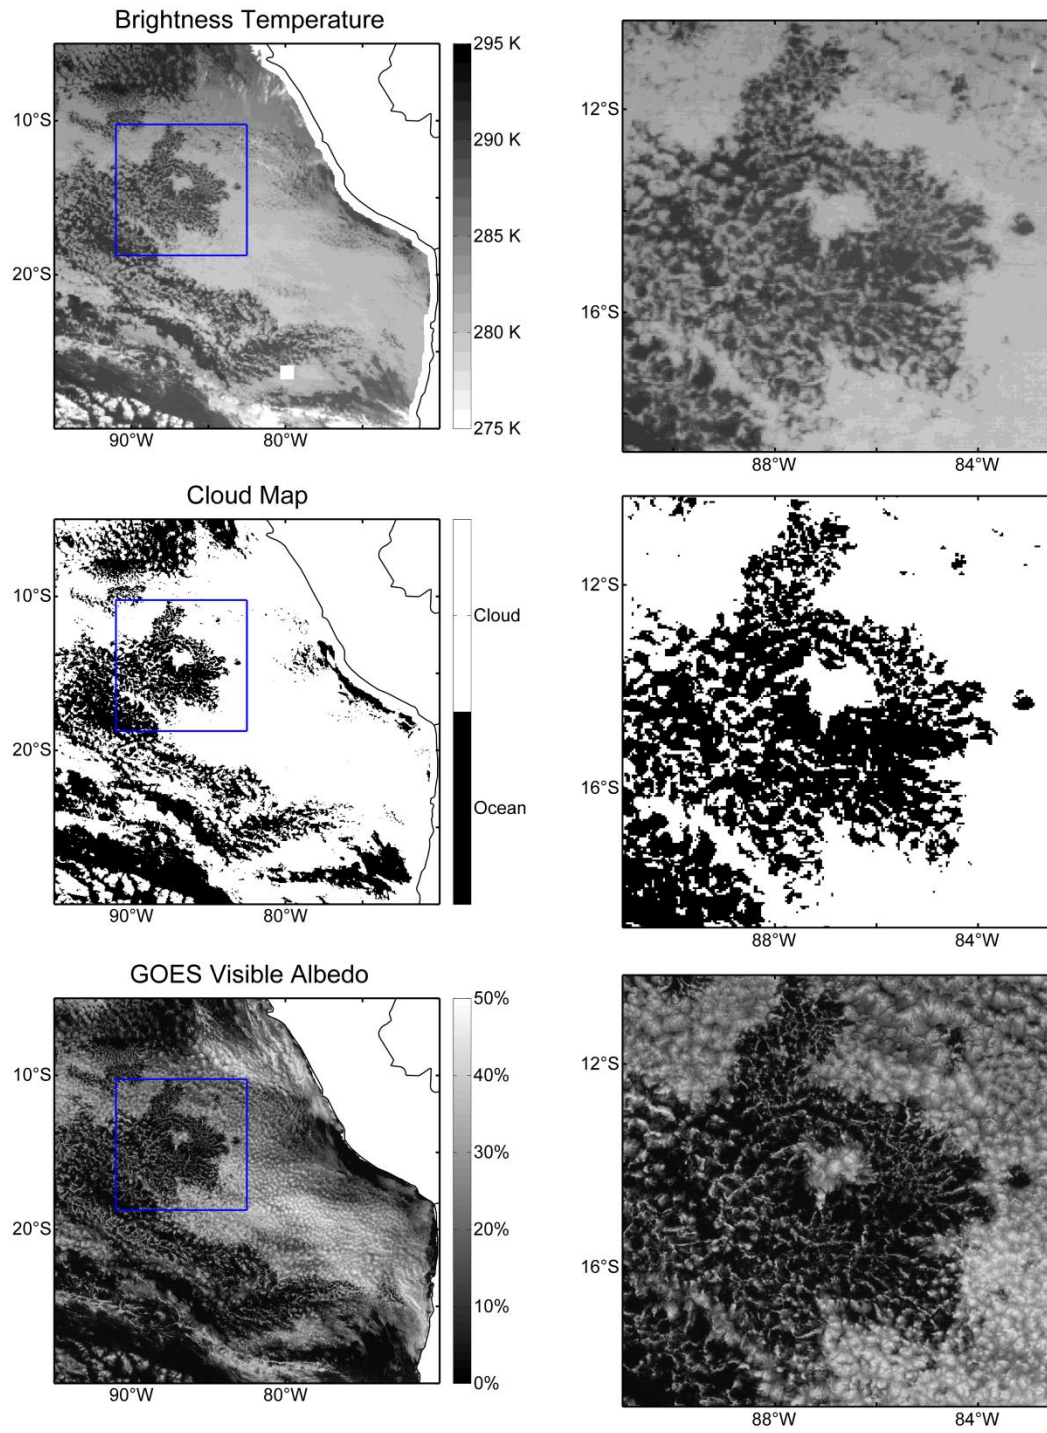 Brightness Temperature
295 K
290 K
285 K
280 K
275 K
10°S
20°S
90°W
80°W
12°S
16°S
88°W
84°W
Cloud Map
Cloud
Ocean
10°S
20°S
90°W
80°W
12°S
16°S
88°W
84°W
GOES Visible Albedo
50%
40%
30%
20%
10%
0%
10°S
20°S
90°W
80°W
12°S
16°S
88°W
84°W